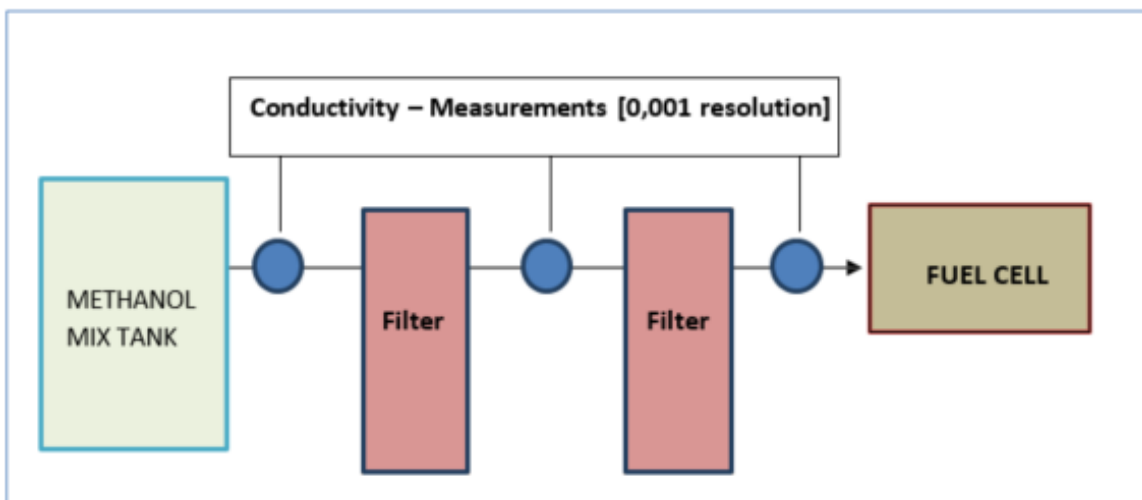 Conductivity – Measurements [0,001 resolution]
METHANOL
MIX TANK
Filter
Filter
FUEL CELL